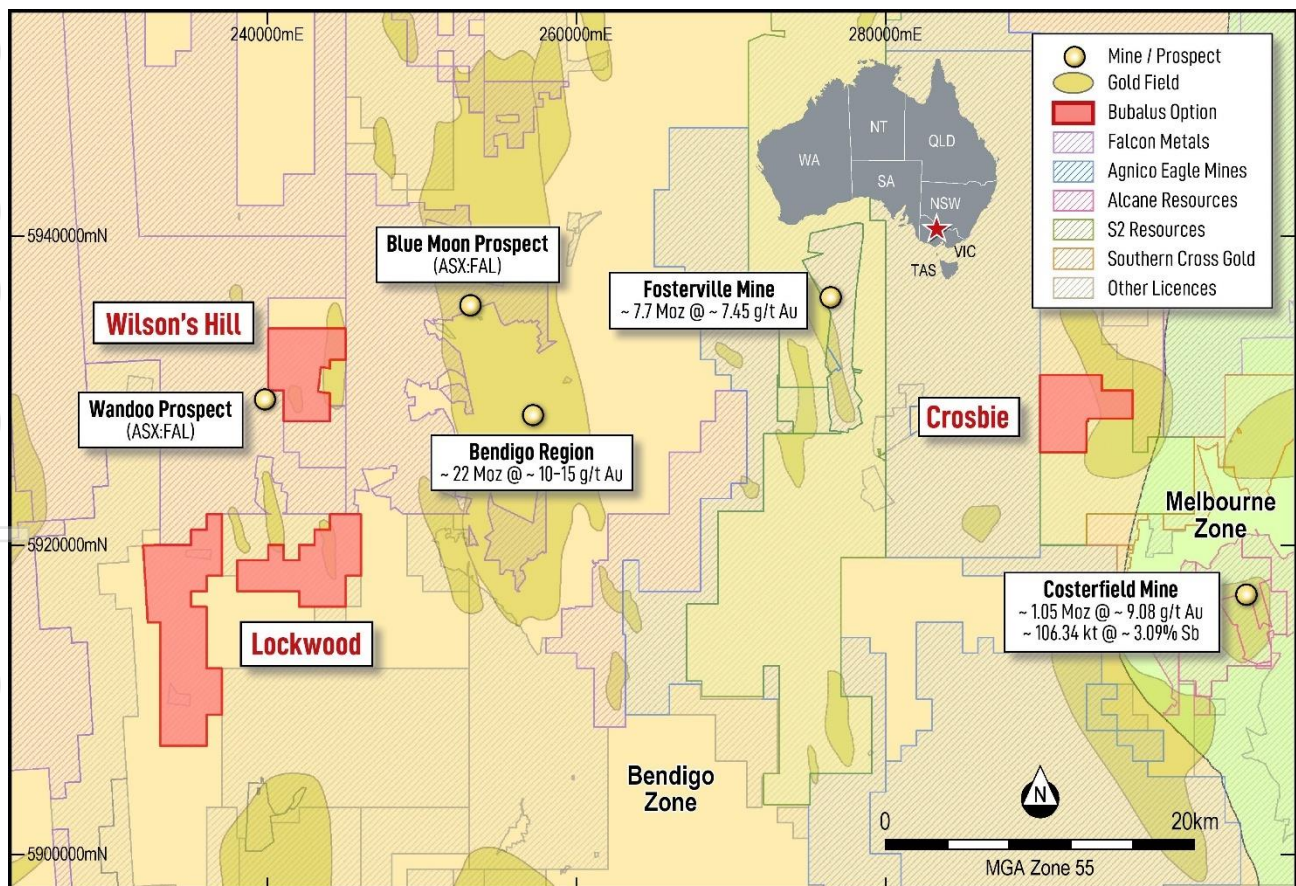 240000mE
260000mE
280000mE
Mine / Prospect
Gold Field
Bubalus Option
Falcon Metals
Agnico Eagle Mines
Alcane Resources
S2 Resources
Southern Cross Gold
Other Licences
WA
NT
QLD
SA
NSW
VIC
TAS
5940000mN
Blue Moon Prospect
(ASX:FAL)
Fosterville Mine
~ 7.7 Moz @ ~ 7.45 g/t Au
Wilson's Hill
Wandoo Prospect
(ASX:FAL)
Bendigo Region
~ 22 Moz @ ~ 10-15 g/t Au
Crosbie
Melbourne
Zone
5920000mN
Costerfield Mine
~ 1.05 Moz @ ~ 9.08 g/t Au
~ 106.34 kt @ ~ 3.09% Sb
Lockwood
Bendigo
Zone
N
0
20km
MGA Zone 55
5900000mN